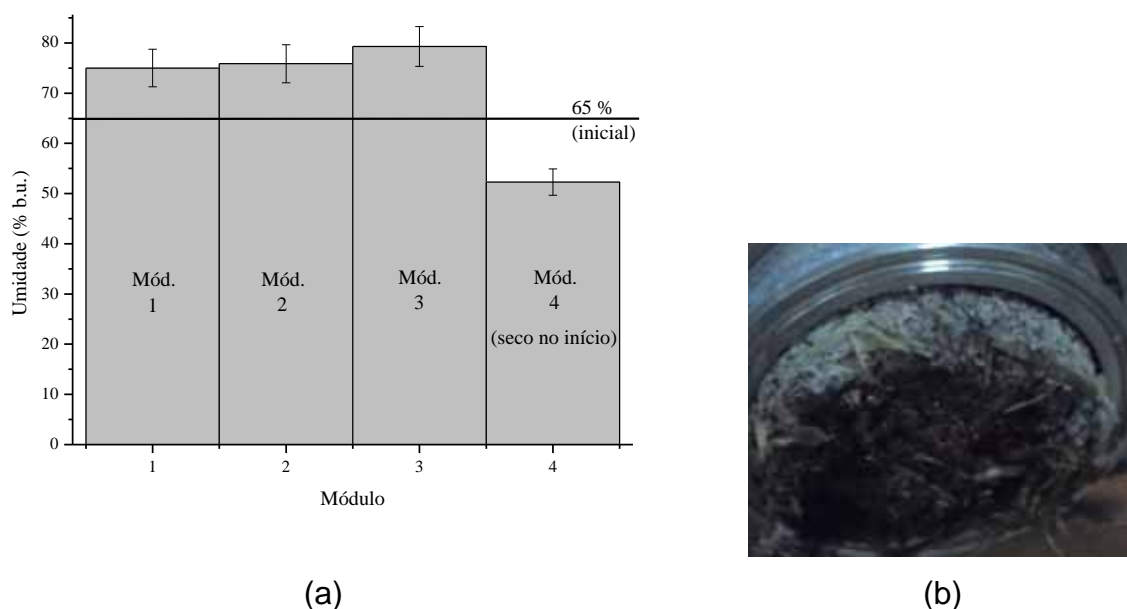 80
70
60
50
40
30
20
10
0
Umidade (% b.u.)
65 %
(inicial)
Mód.
1
Mód.
2
Mód.
3
Mód.
4
(seco no início)
1
2
3
4
Módulo
(a)
(b)